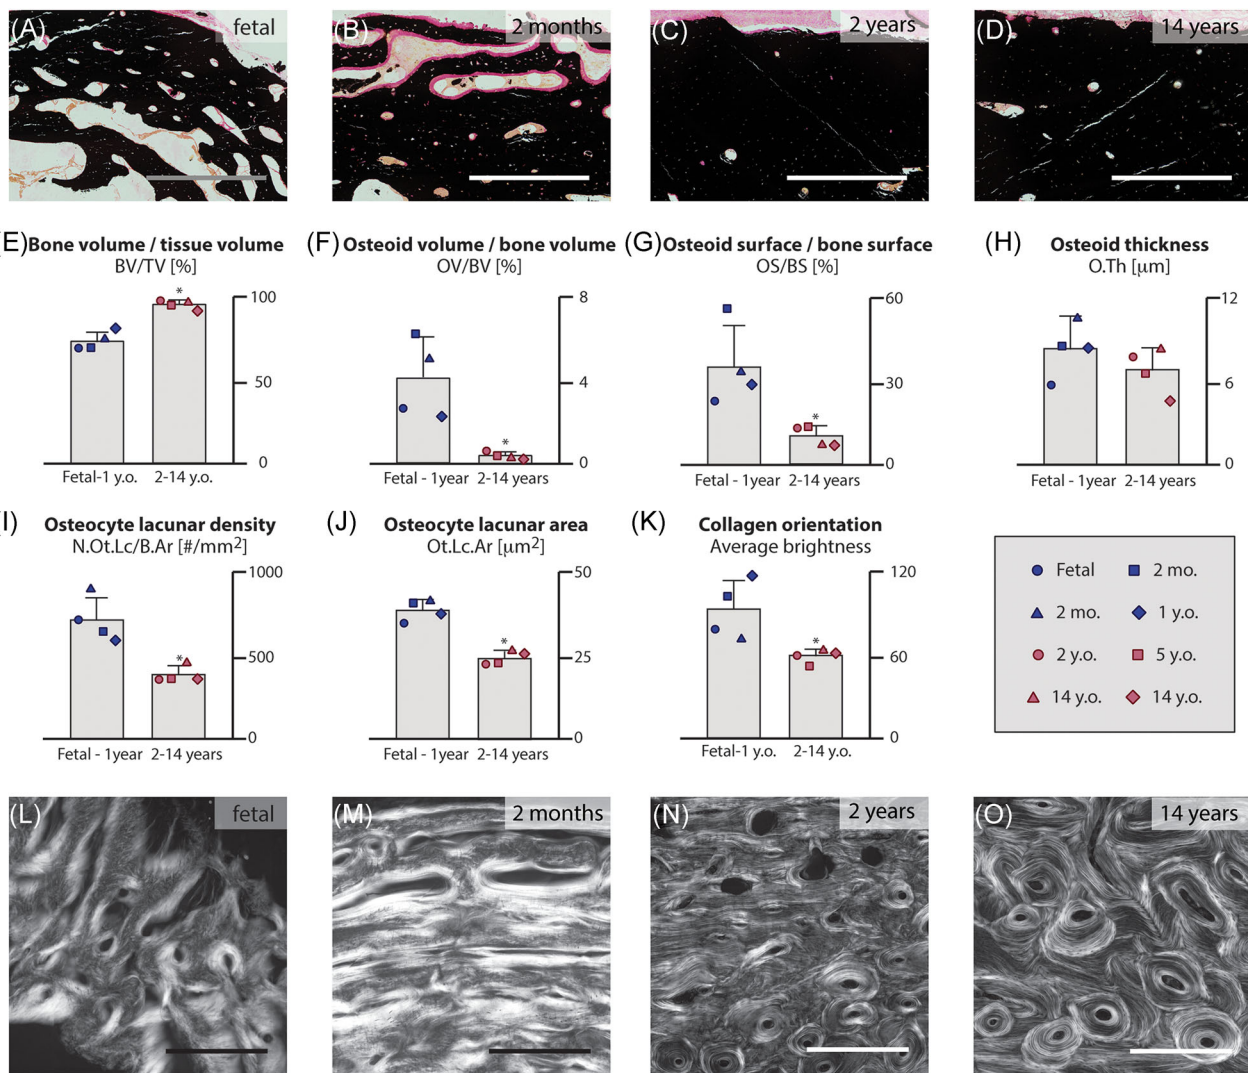 (A) fetal
(B) 2 months
(C) 2 years
(D) 14 years
(E) Bone volume / tissue volume
BV/TV [%]
100
50
0
Fetal-1 y.o. 2-14 y.o.
*
(F) Osteoid volume / bone volume
OV/BV [%]
8
4
0
Fetal - 1year 2-14 years
*
(G) Osteoid surface / bone surface
OS/BS [%]
60
30
0
Fetal - 1year 2-14 years
*
(H) Osteoid thickness
O.Th [μm]
12
6
0
Fetal - 1year 2-14 years
(I) Osteocyte lacunar density
N.Ot.Lc/B.Ar [#/mm²]
1000
500
0
Fetal - 1year 2-14 years
*
(J) Osteocyte lacunar area
Ot.Lc.Ar [μm²]
50
25
0
Fetal - 1year 2-14 years
*
(K) Collagen orientation
Average brightness
120
60
0
Fetal-1 y.o. 2-14 y.o.
*
Fetal 2 mo.
2 mo. 1 y.o.
2 y.o. 5 y.o.
14 y.o. 14 y.o.
(L) fetal
(M) 2 months
(N) 2 years
(O) 14 years